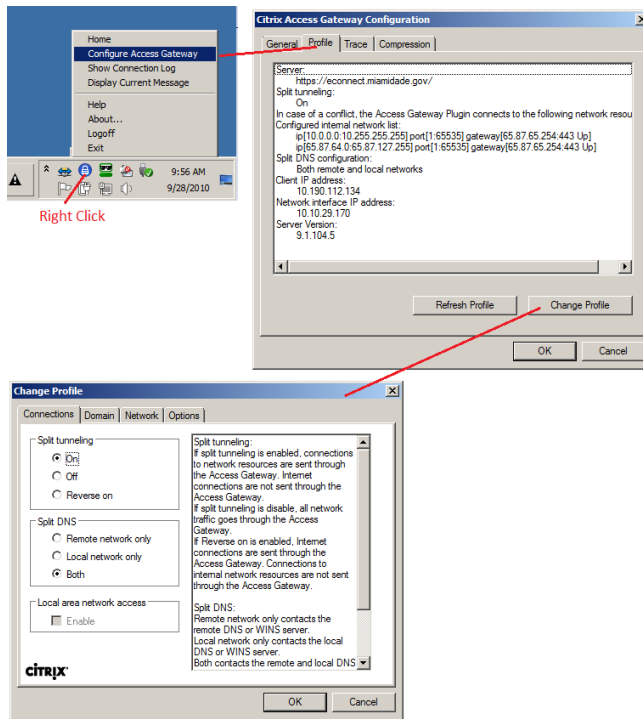 Home
Configure Access Gateway
Show Connection Log
Display Current Message
Help
About...
Logoff
Exit
9:56 AM
9/28/2010
Right Click
Citrix Access Gateway Configuration
General
Profile
Trace
Compression
Server:
https://econnect.miamidade.gov/
Split tunneling:
On
In case of a conflict, the Access Gateway Plugin connects to the following network resou
Configured internal network list:
ip[10.0.0.0:10.255.255.255] port[1:65535] gateway[65.87.65.254:443 Up]
ip[65.87.64.0:65.87.127.255] port[1:65535] gateway[65.87.65.254:443 Up]
Split DNS configuration:
Both remote and local networks
Client IP address:
10.190.112.134
Network interface IP address:
10.10.29.170
Server Version:
9.1.104.5
Refresh Profile
Change Profile
OK
Cancel
Change Profile
Connections
Domain
Network
Options
Split tunneling
On
Off
Reverse on
Split DNS
Remote network only
Local network only
Both
Local area network access
Enable
Split tunneling:
If split tunneling is enabled, connections
to network resources are sent through
the Access Gateway. Internet
connections are not sent through the
Access Gateway.
If split tunneling is disable, all network
traffic goes through the Access
Gateway.
If Reverse on is enabled, Internet
connections are sent through the
Access Gateway. Connections to
internal network resources are not sent
through the Access Gateway.
Split DNS:
Remote network only contacts the
remote DNS or WINS server.
Local network only contacts the local
DNS or WINS server.
Both contacts the remote and local DNS
CITRIX
OK
Cancel